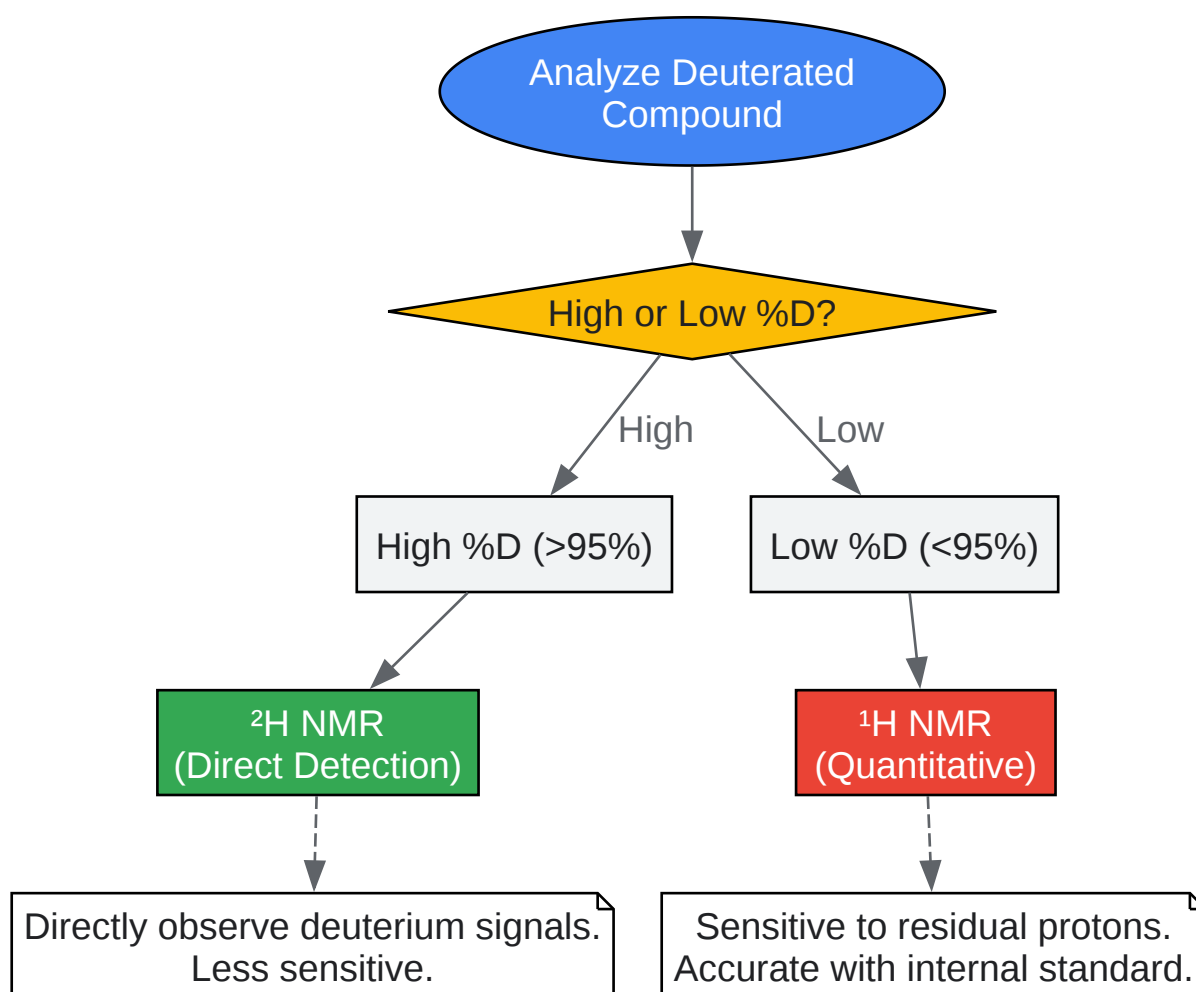 Analyze Deuterated
Compound
High or Low %D?
High
Low
High %D (>95%)
Low %D (<95%)
²H NMR
(Direct Detection)
¹H NMR
(Quantitative)
Directly observe deuterium signals.
Less sensitive.
Sensitive to residual protons.
Accurate with internal standard.